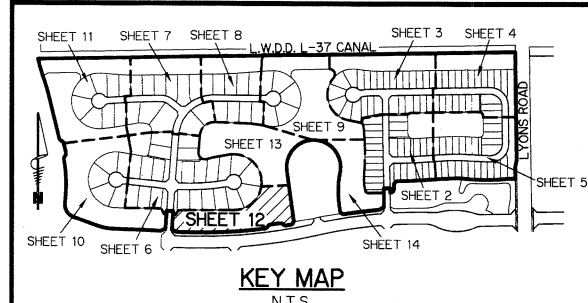 L.W.D.D. L-37 CANAL
SHEET 11
SHEET 7
SHEET 8
SHEET 3
SHEET 4
LYONS ROAD
SHEET 9
SHEET 13
SHEET 5
SHEET 2
SHEET 12
SHEET 10
SHEET 6
SHEET 14
N
KEY MAP
N.T.S.